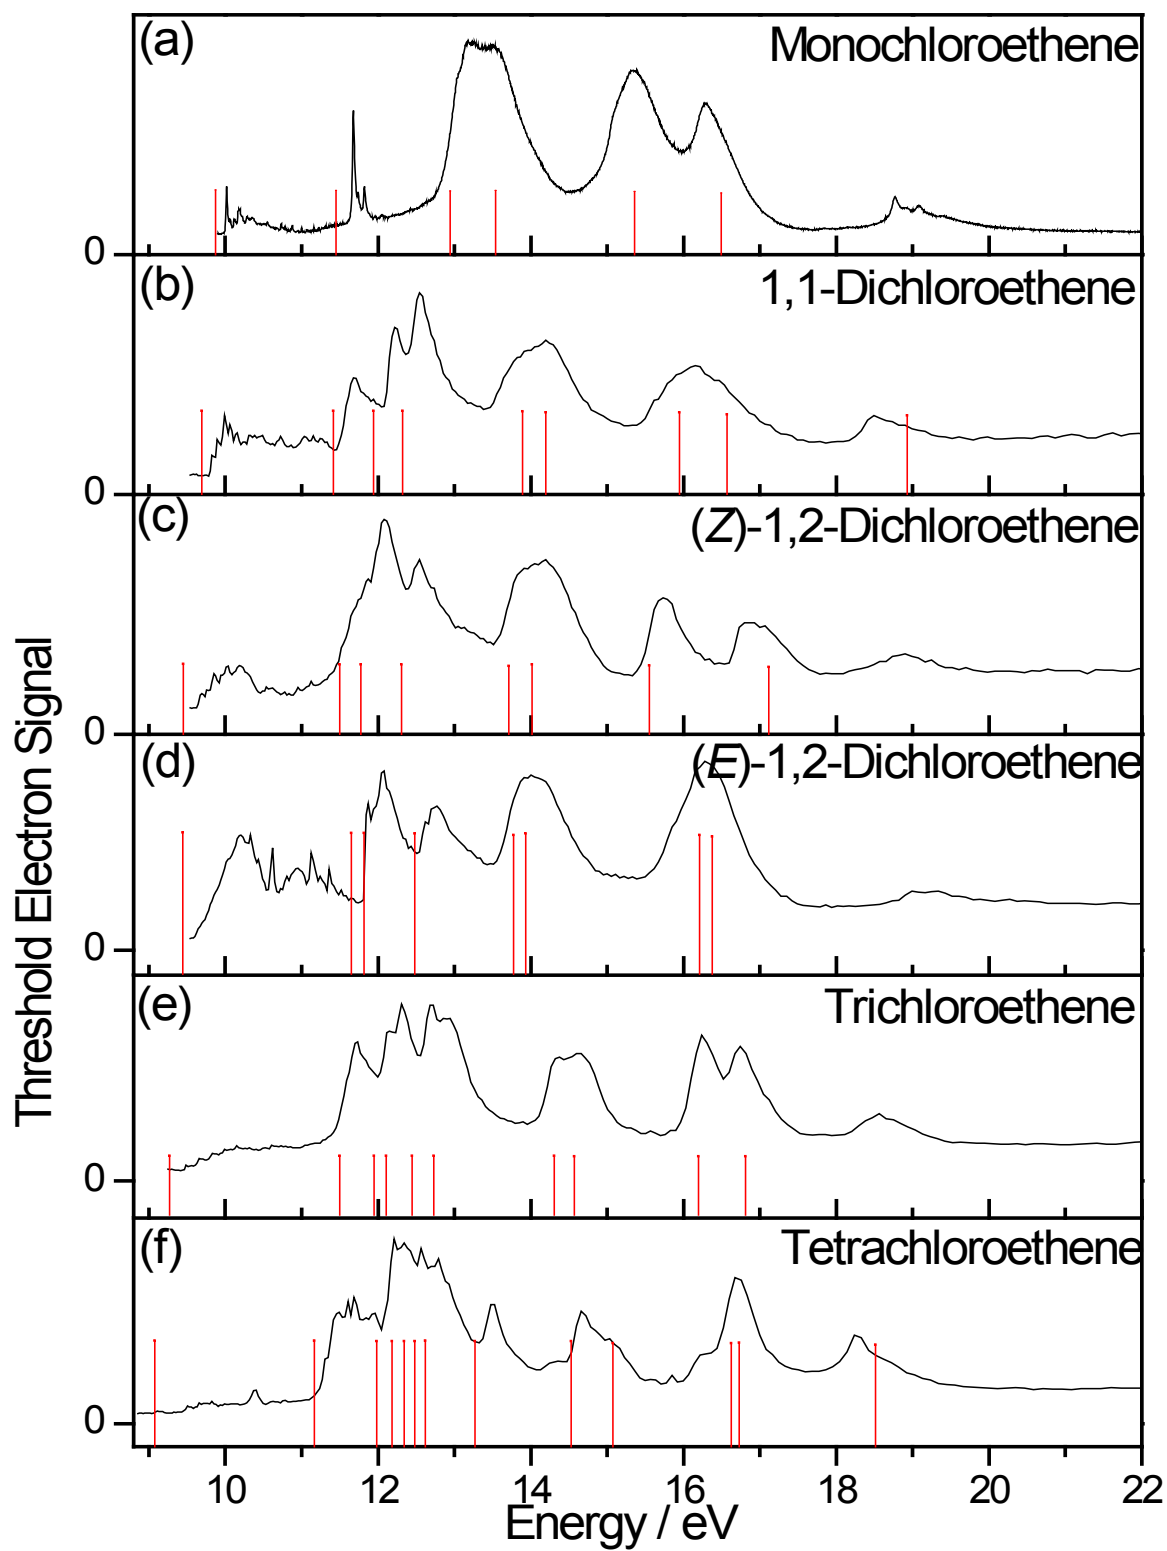 (a) Monochloroethene
0
(b) 1,1-Dichloroethene
0
(c) (Z)-1,2-Dichloroethene
0
(d) (E)-1,2-Dichloroethene
0
(e) Trichloroethene
0
(f) Tetrachloroethene
0
Threshold Electron Signal
10 12 14 16 18 20 22
Energy / eV